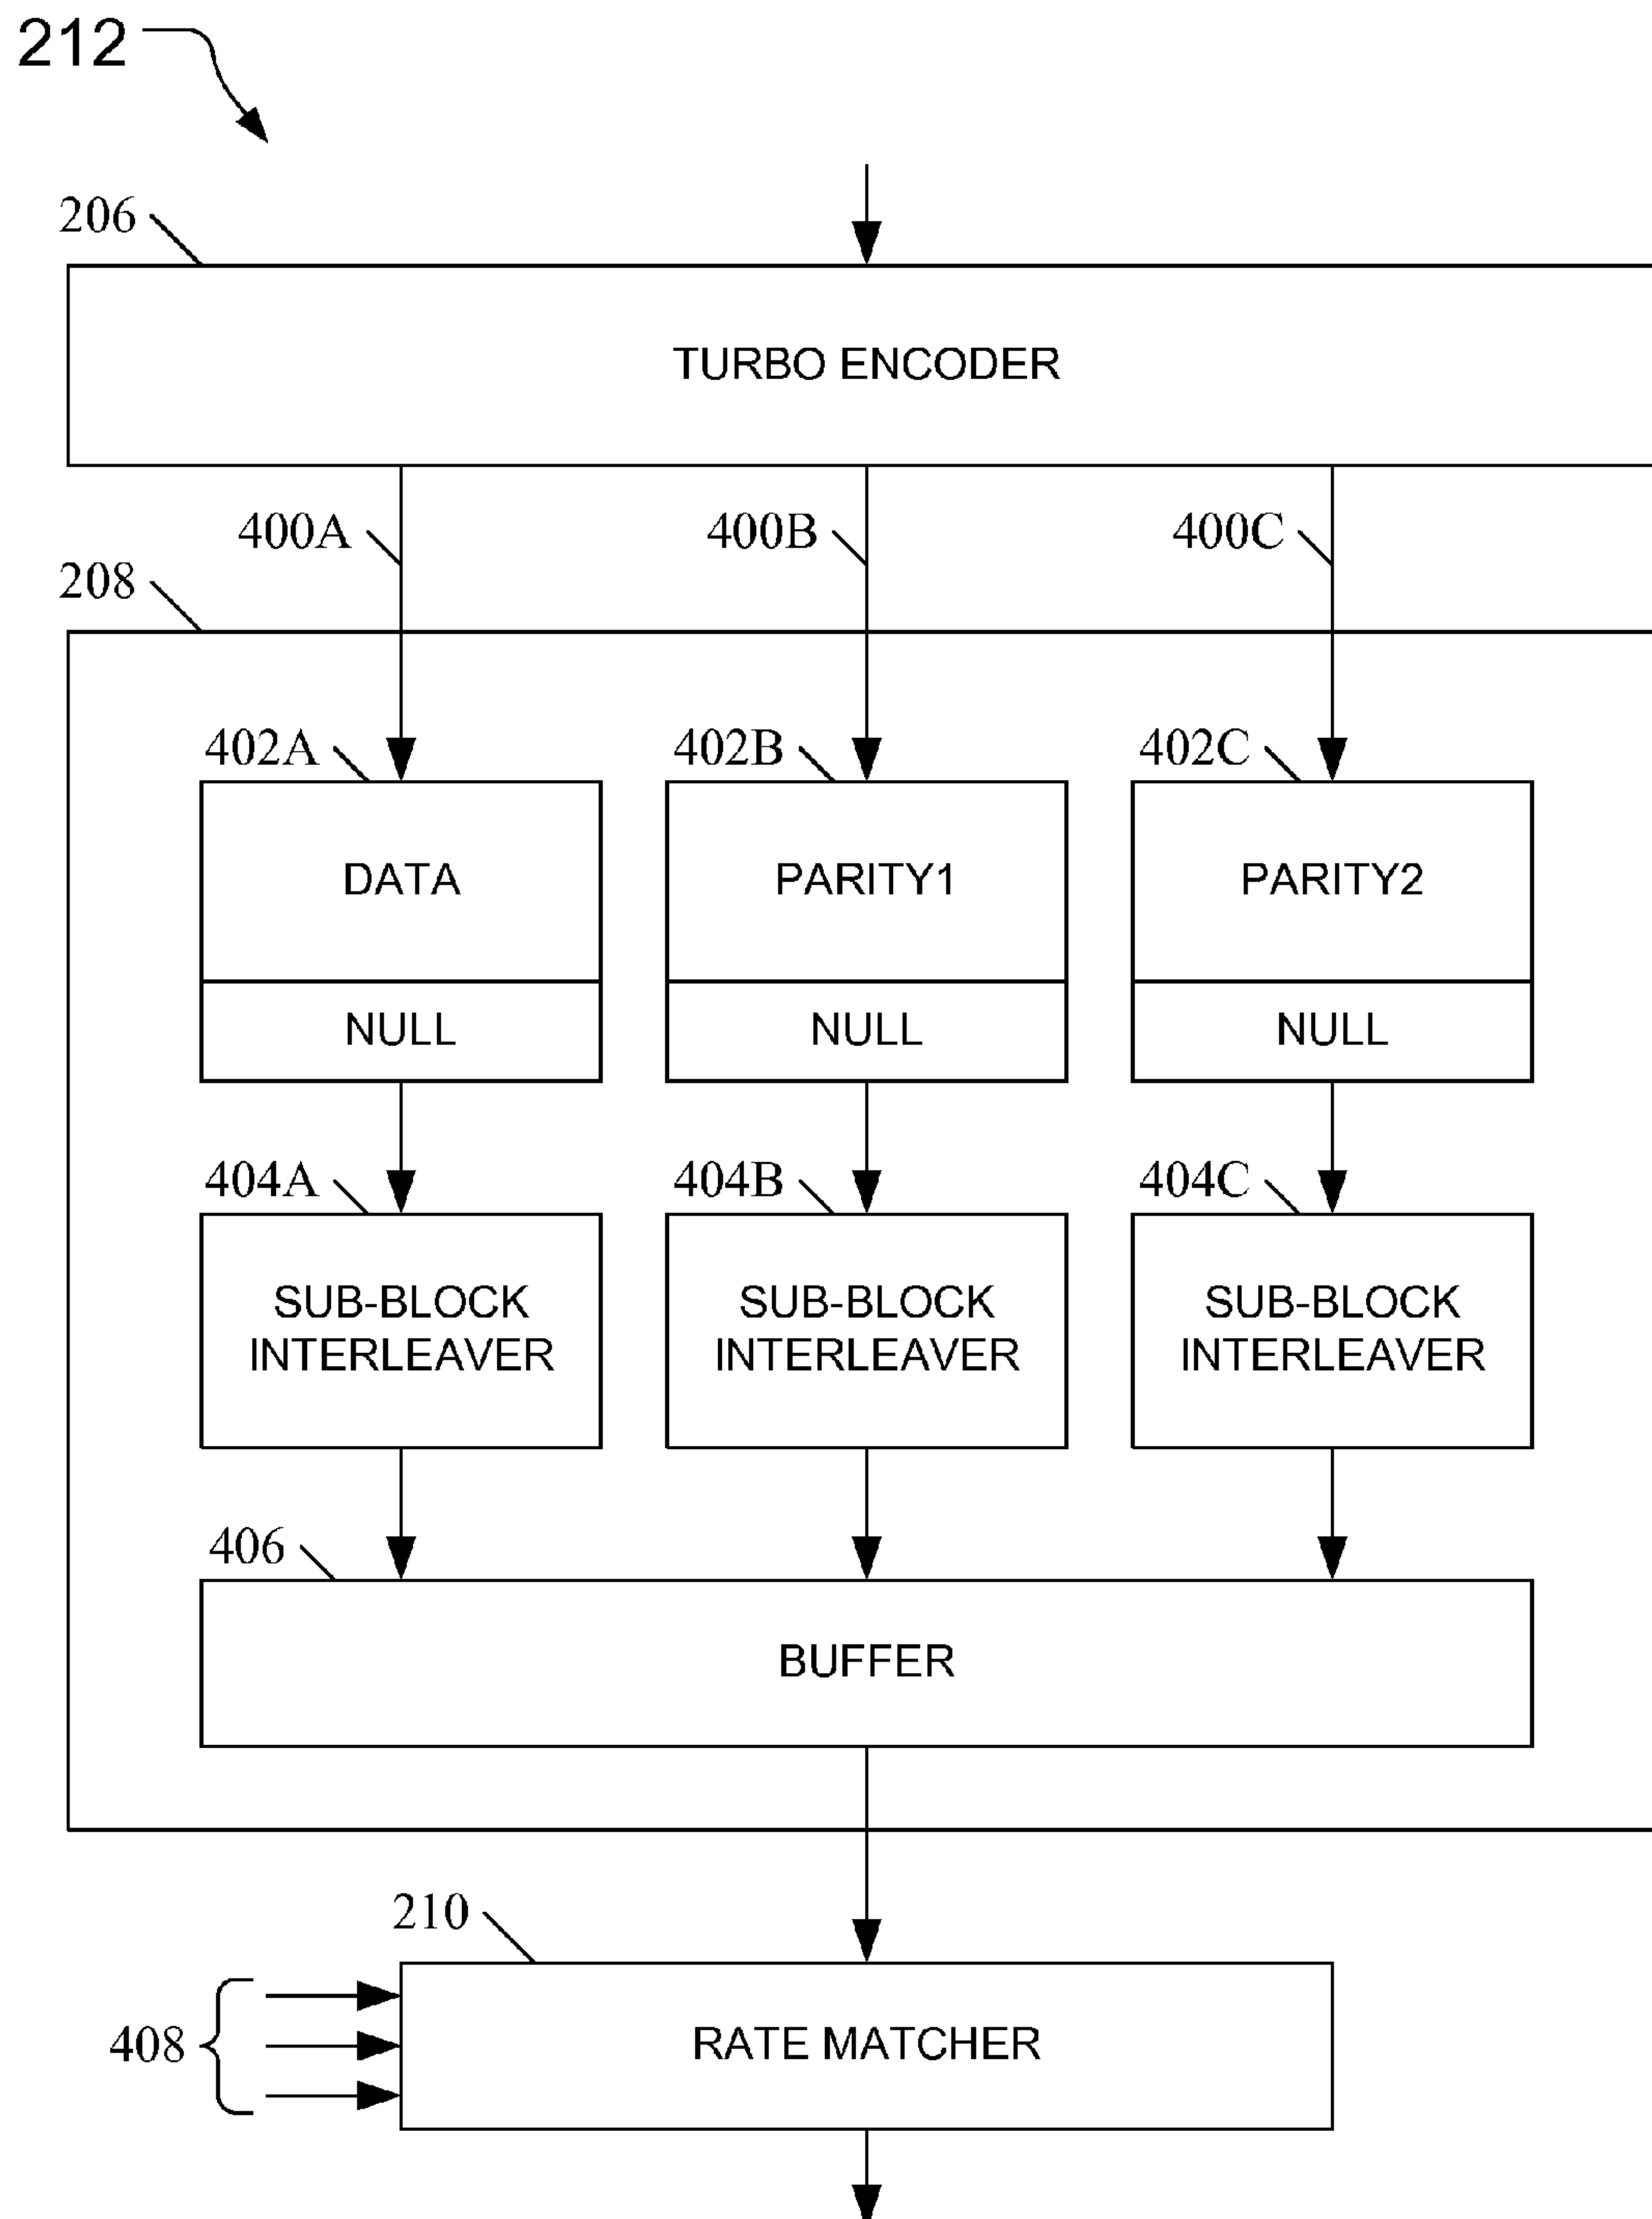 212
206
TURBO ENCODER
400A
400B
400C
208
402A
402B
402C
DATA
PARITY1
PARITY2
NULL
NULL
NULL
404A
404B
404C
SUB-BLOCK
INTERLEAVER
SUB-BLOCK
INTERLEAVER
SUB-BLOCK
INTERLEAVER
406
BUFFER
210
408
RATE MATCHER